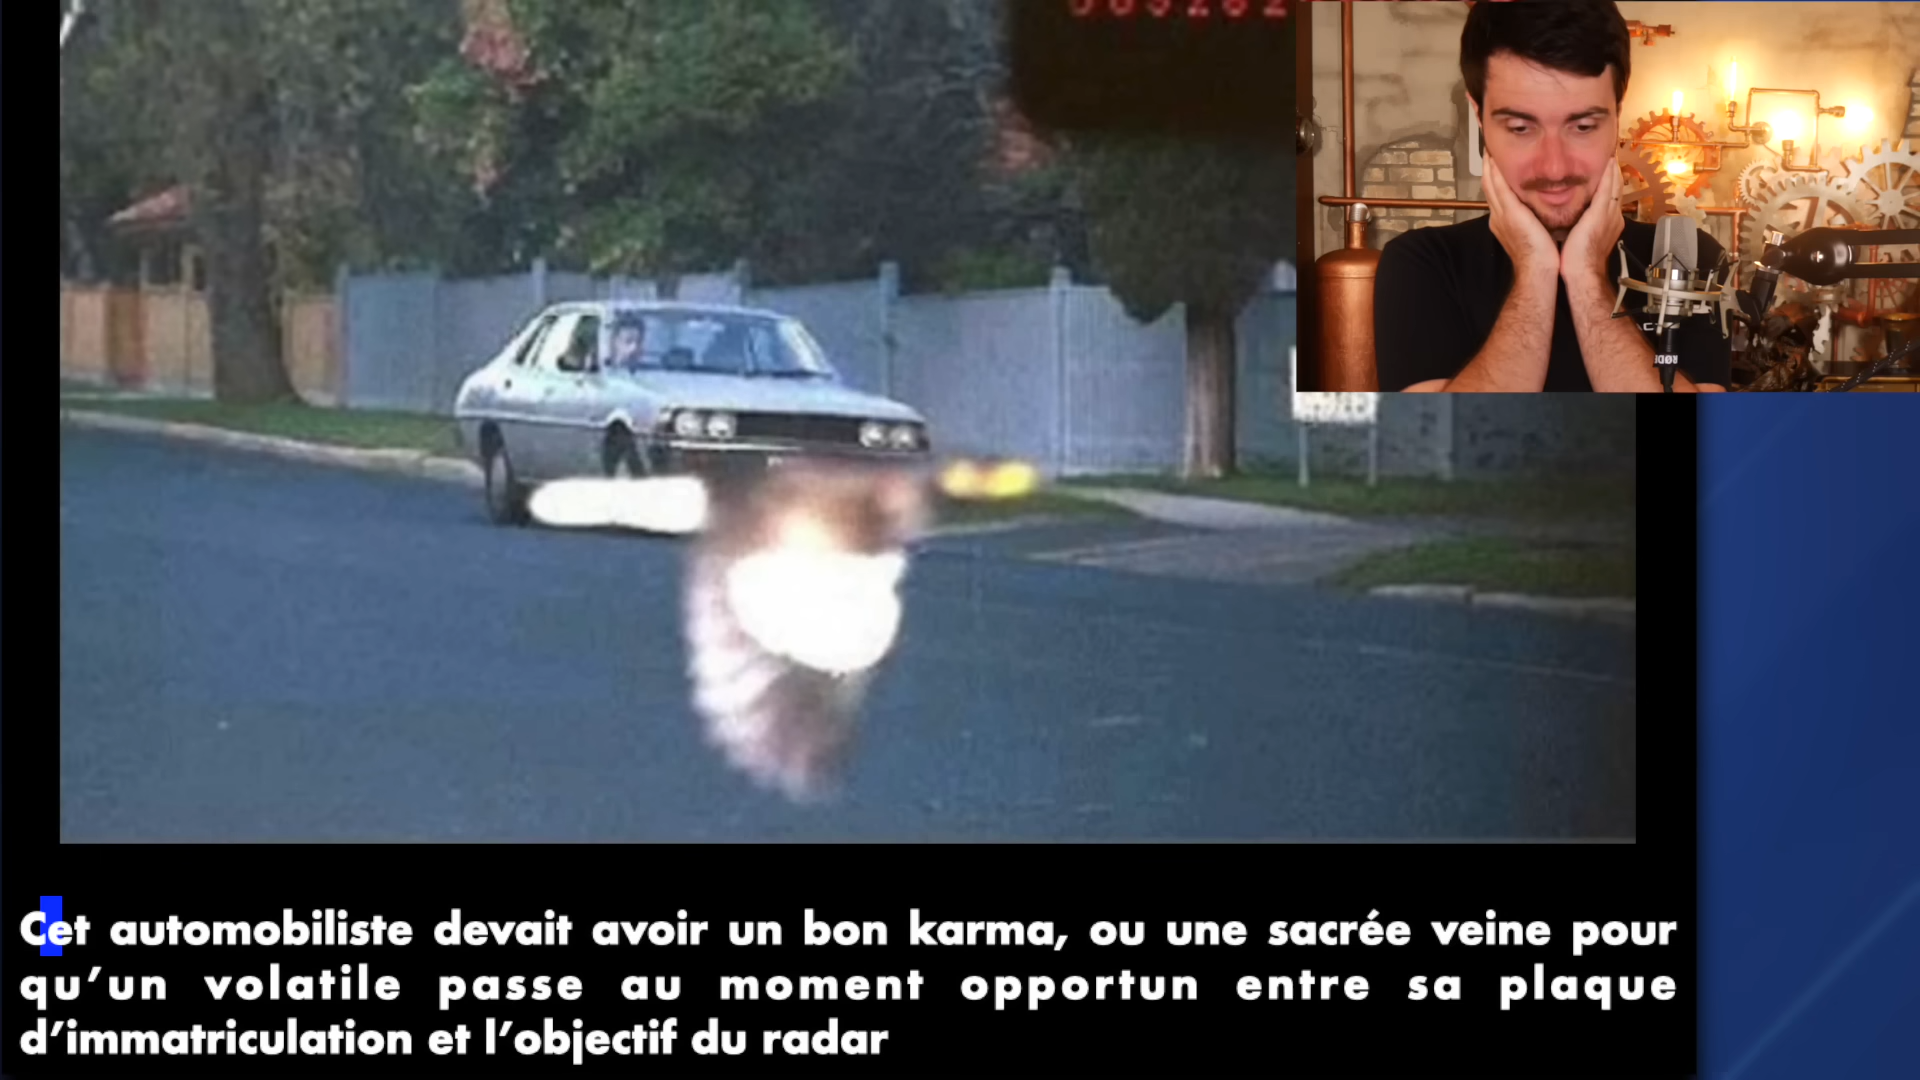 Cet automobiliste devait avoir un bon karma, ou une sacrée veine pour
qu’un volatile passe au moment opportun entre sa plaque
d’immatriculation et l’objectif du radar
RØDE